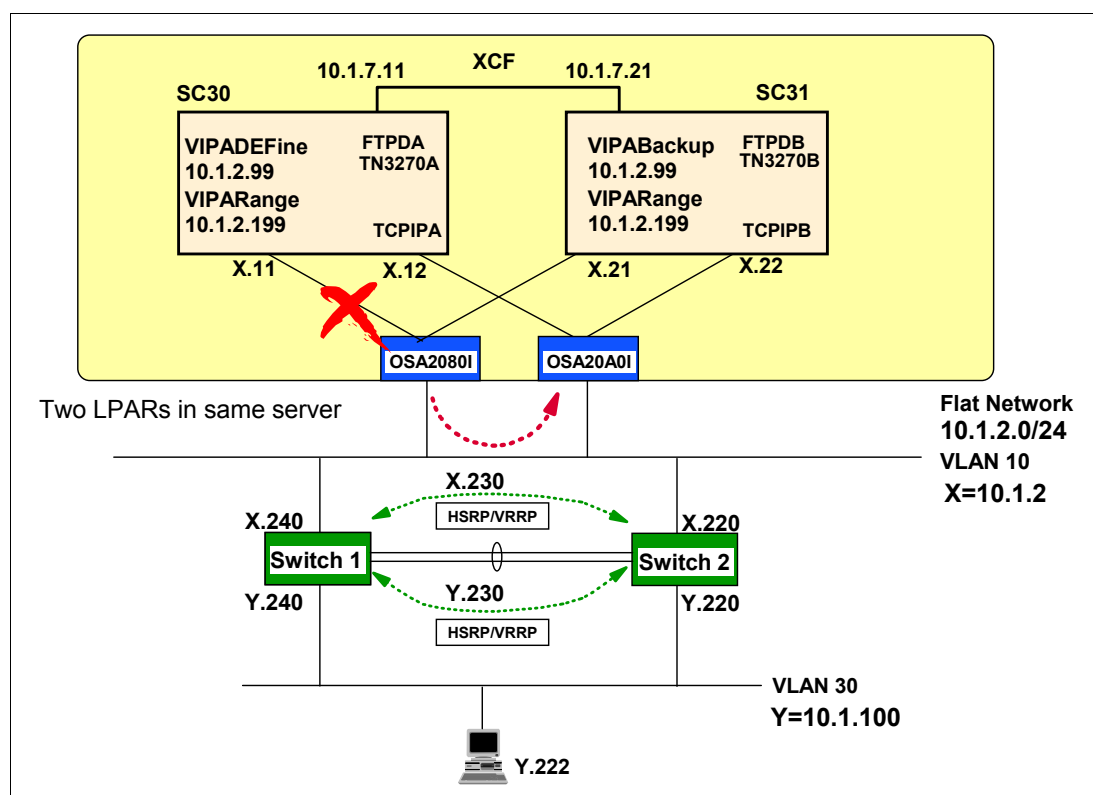 XCF
10.1.7.11
10.1.7.21
SC30
SC31
VIPADEFine
10.1.2.99
VIPARange
10.1.2.199
FTPDA
TN3270A
TCPIPA
VIPABackup
10.1.2.99
VIPARange
10.1.2.199
FTPDB
TN3270B
TCPIPB
X.11
X.12
X.21
X.22
OSA2080I
OSA20A0I
Two LPARs in same server
Flat Network
10.1.2.0/24
VLAN 10
X=10.1.2
X.230
HSRP/VRRP
X.240
X.220
Switch 1
Switch 2
Y.240
Y.230
Y.220
HSRP/VRRP
VLAN 30
Y=10.1.100
Y.222